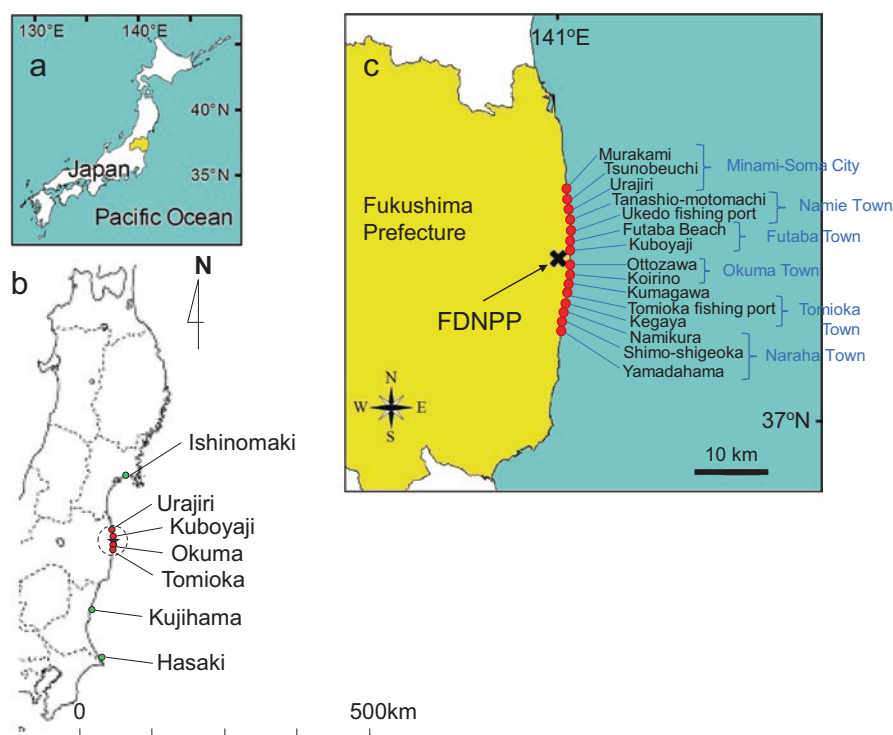 130°E 140°E
a
40°N
35°N
Japan
Pacific Ocean
b
N
Ishinomaki
Urajiri
Kuboyaji
Okuma
Tomioka
Kujihama
Hasaki
0 500km
c
141°E
Murakami
Tsunobeuchi
Urajiri
Minami-Soma City
Tanashio-motomachi
Ukedo fishing port
Namie Town
Futaba Beach
Kuboyaji
Futaba Town
Ottozawa
Koirino
Okuma Town
Kumagawa
Tomioka fishing port
Kegaya
Tomioka
Town
Namikura
Shimo-shigeoka
Yamadahama
Naraha Town
Fukushima
Prefecture
FDNPP
N
W E
S
37°N
10 km